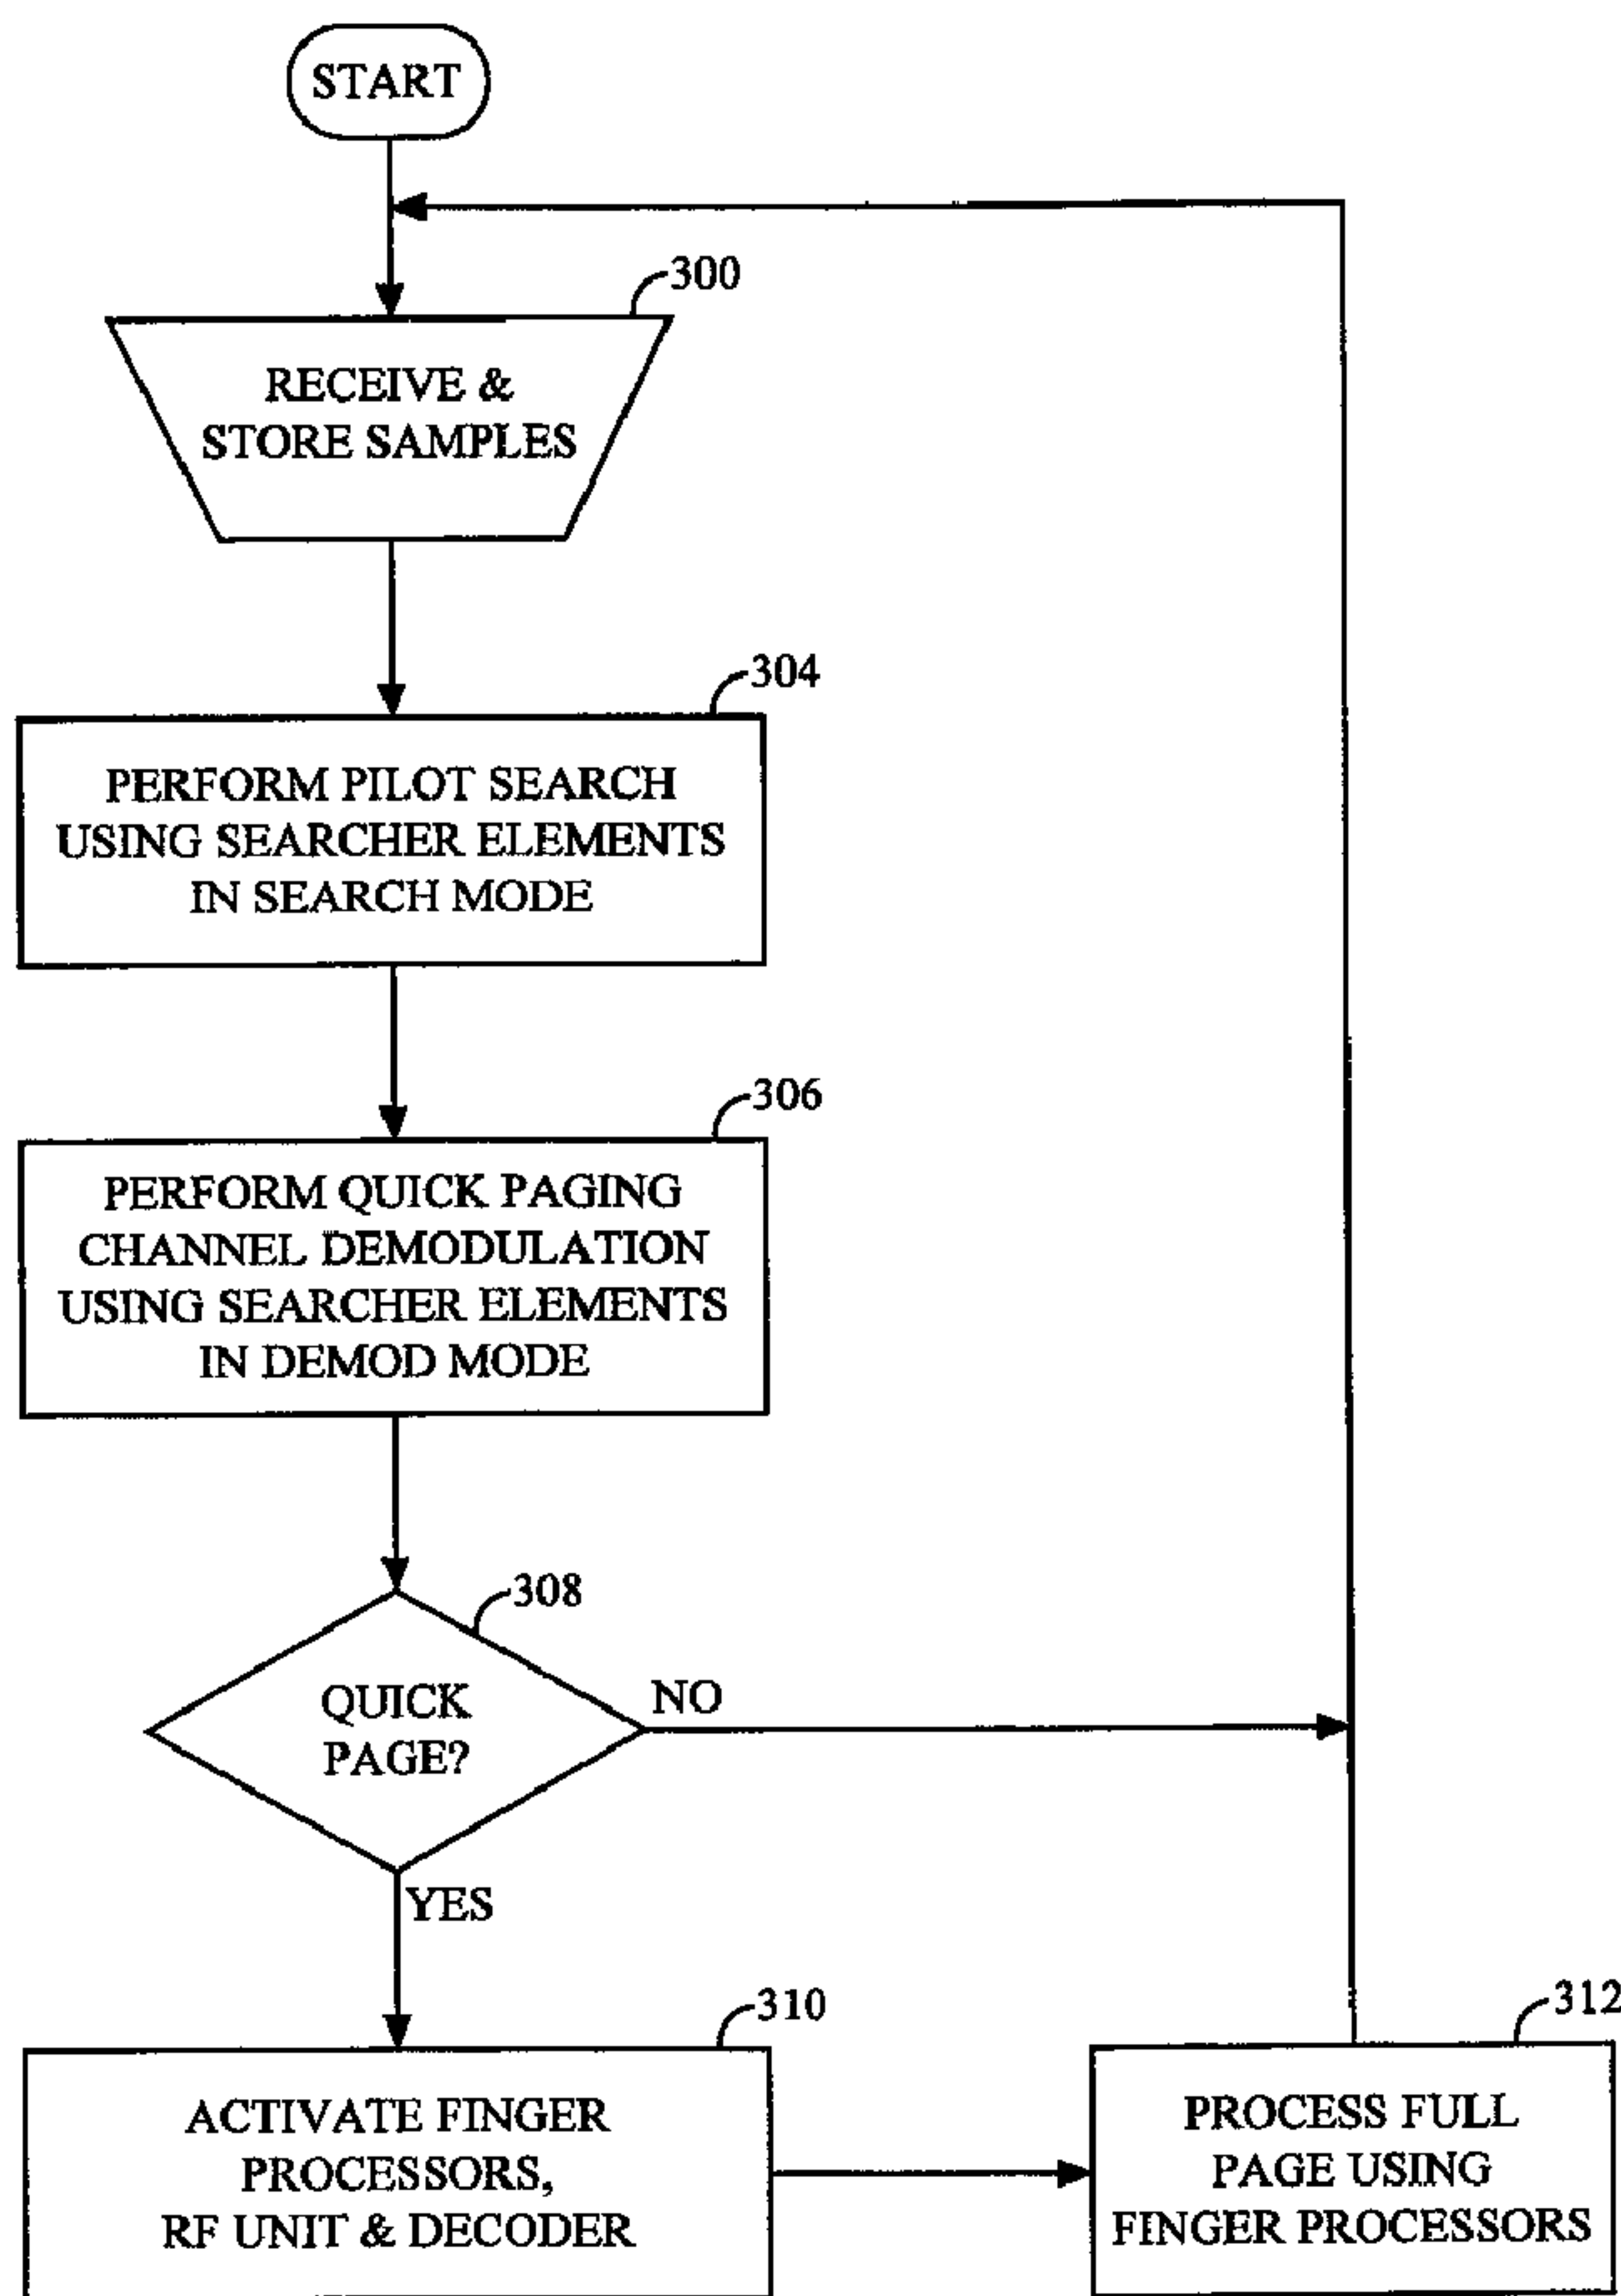 START
300
RECEIVE &
STORE SAMPLES
304
PERFORM PILOT SEARCH
USING SEARCHER ELEMENTS
IN SEARCH MODE
306
PERFORM QUICK PAGING
CHANNEL DEMODULATION
USING SEARCHER ELEMENTS
IN DEMOD MODE
308
QUICK
PAGE?
NO
YES
310
ACTIVATE FINGER
PROCESSORS,
RF UNIT & DECODER
312
PROCESS FULL
PAGE USING
FINGER PROCESSORS